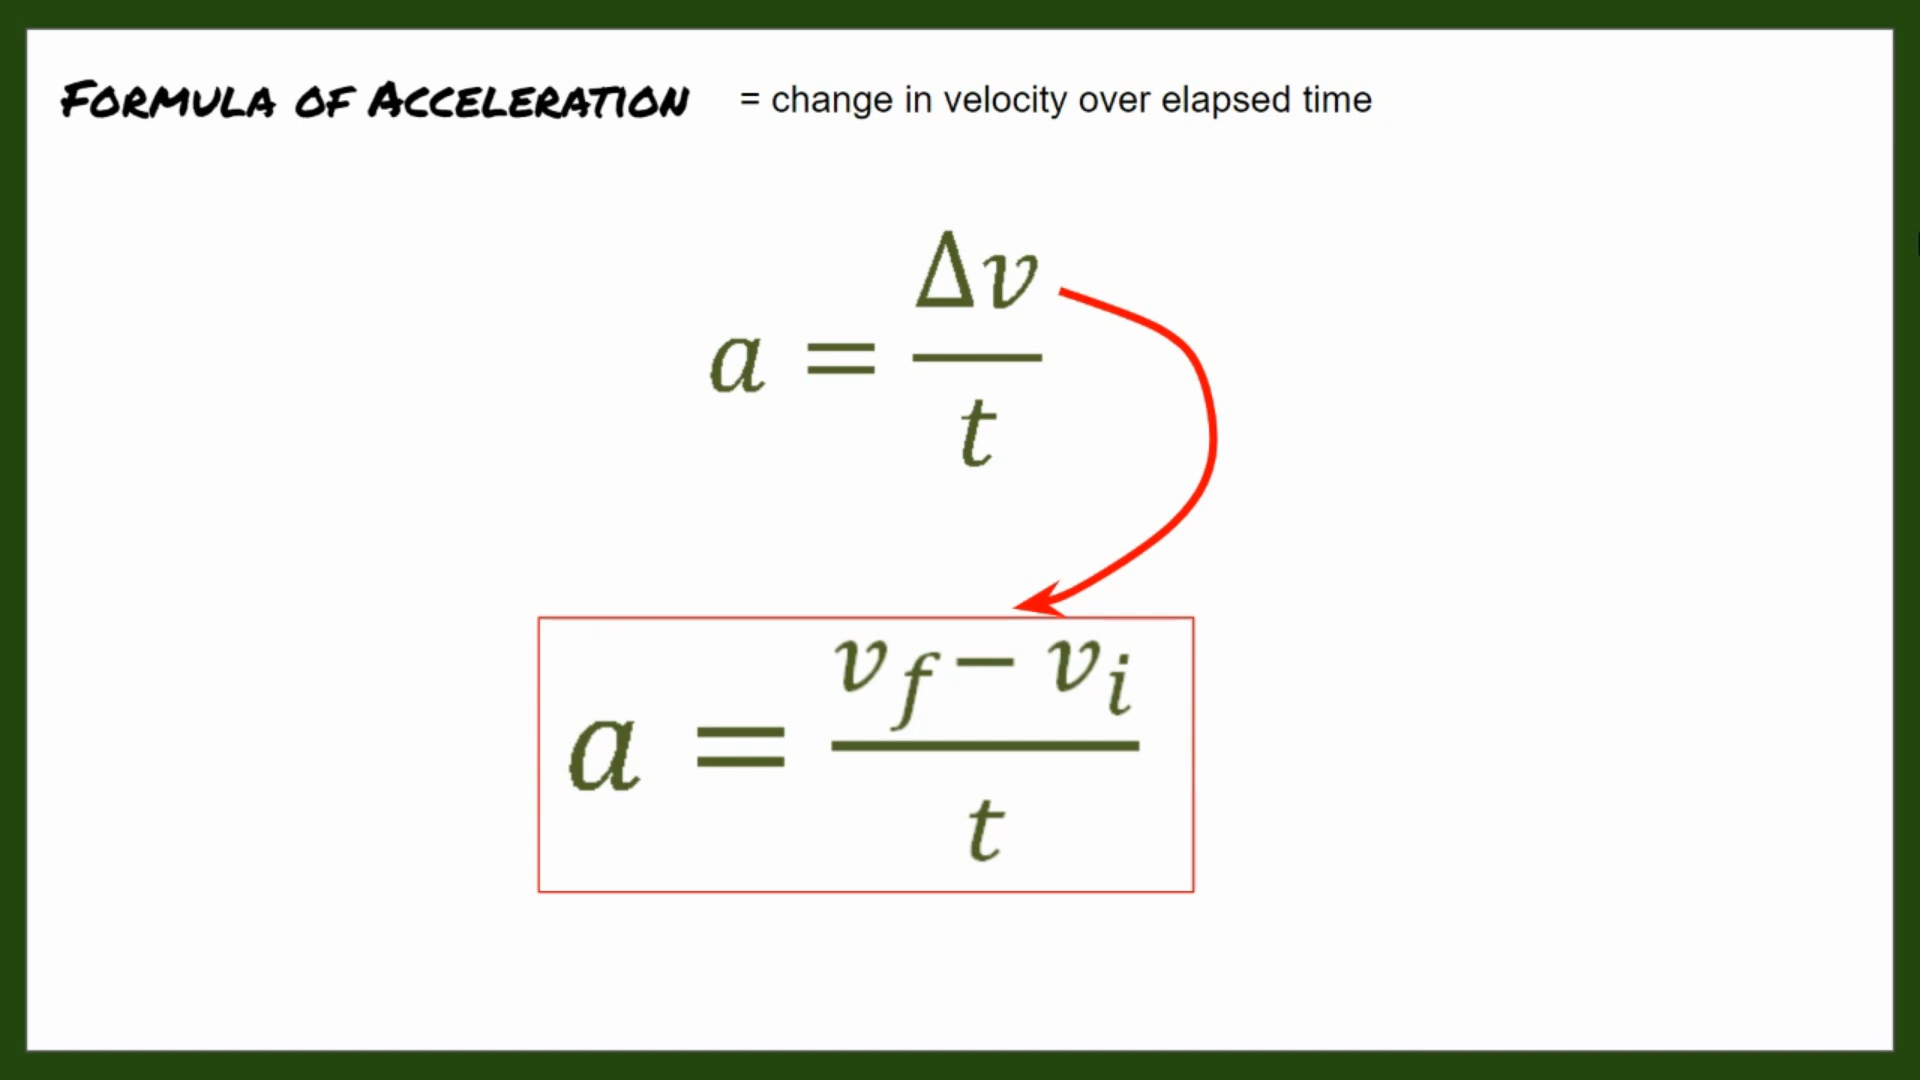 FORMULA OF ACCELERATION = change in velocity over elapsed time
a = Δv / t
a = v_f − v_i / t